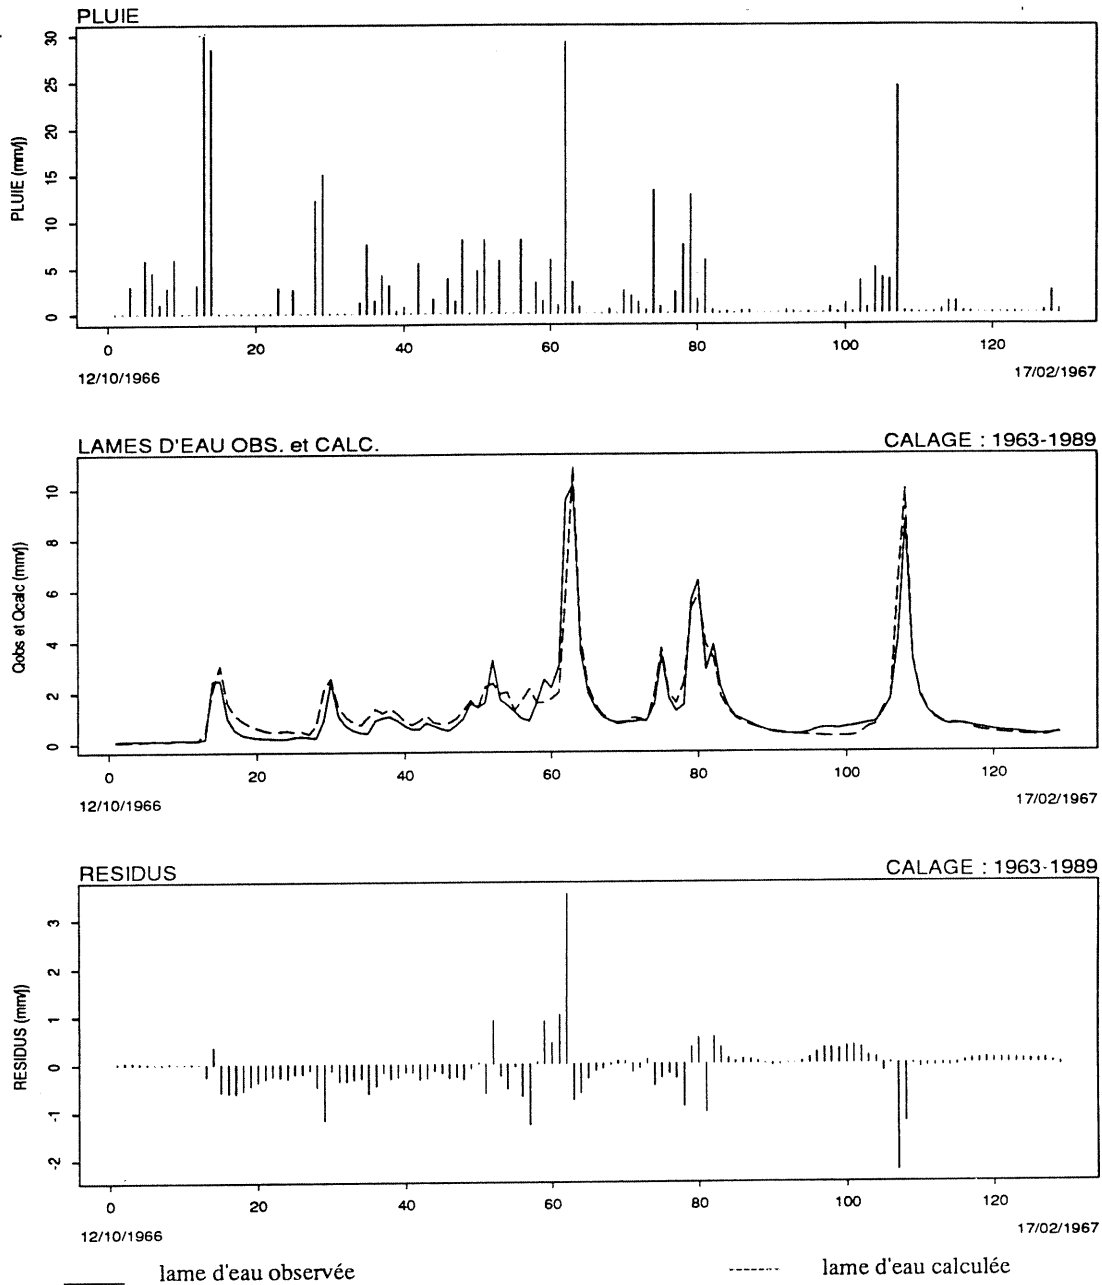 PLUIE
PLUIE (mm/j)
30
25
20
15
10
5
0
0 20 40 60 80 100 120
12/10/1966 17/02/1967
LAMES D'EAU OBS. et CALC. CALAGE : 1963-1989
Qobs et Qcalc (mm/j)
10
8
6
4
2
0
0 20 40 60 80 100 120
12/10/1966 17/02/1967
RESIDUS CALAGE : 1963-1989
RESIDUS (mm/j)
3
2
1
0
-1
-2
0 20 40 60 80 100 120
12/10/1966 17/02/1967
lame d'eau observée lame d'eau calculée